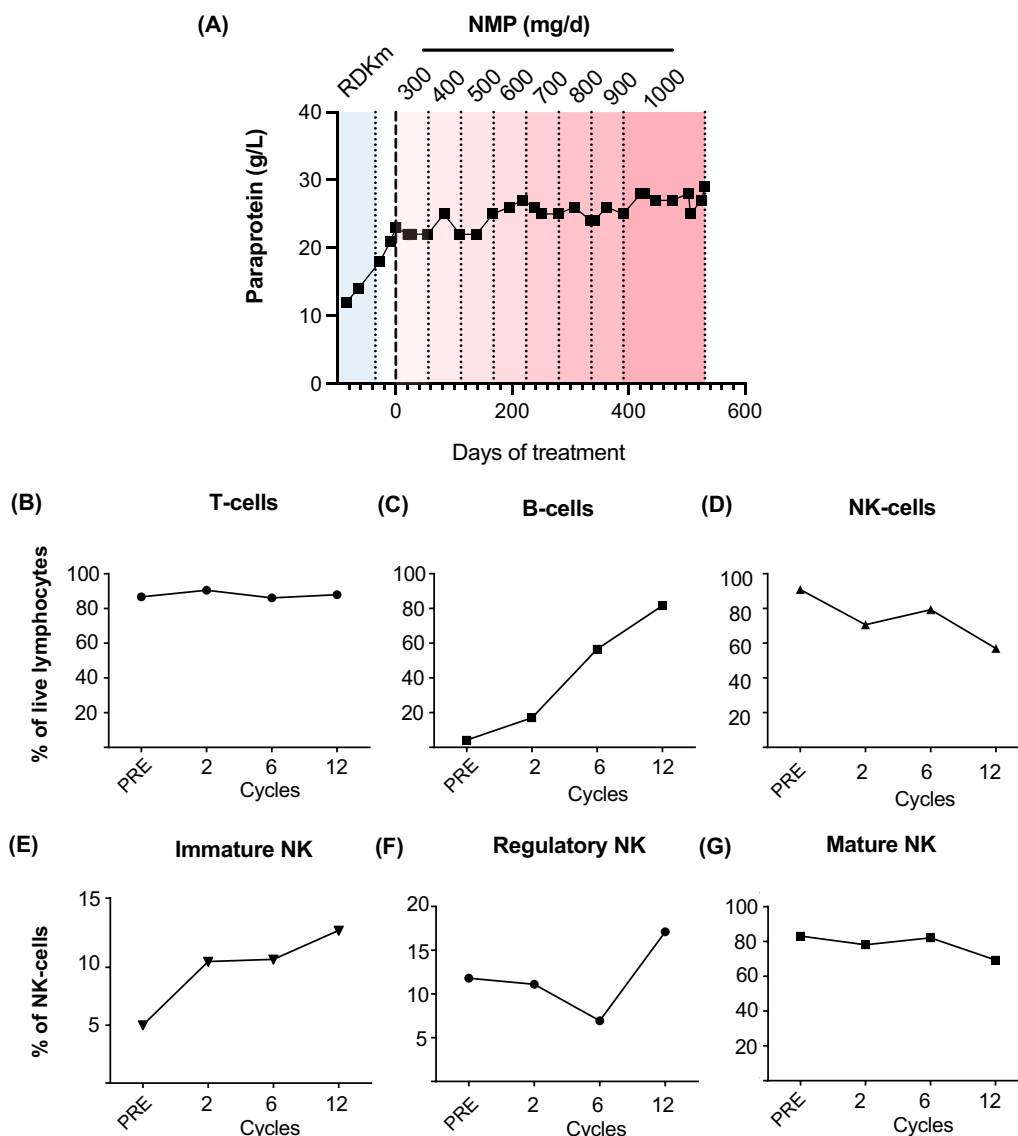 (A)
NMP (mg/d)
RDKm 300 400 500 600 700 800 900 1000
Paraprotein (g/L)
40
30
20
10
0
0 200 400 600
Days of treatment
(B) T-cells
% of live lymphocytes
100
80
60
40
20
PRE 2 6 12
Cycles
(C) B-cells
100
80
60
40
20
PRE 2 6 12
Cycles
(D) NK-cells
100
80
60
40
20
PRE 2 6 12
Cycles
(E) Immature NK
% of NK-cells
15
10
5
PRE 2 6 12
Cycles
(F) Regulatory NK
20
15
10
5
PRE 2 6 12
Cycles
(G) Mature NK
100
80
60
40
20
PRE 2 6 12
Cycles